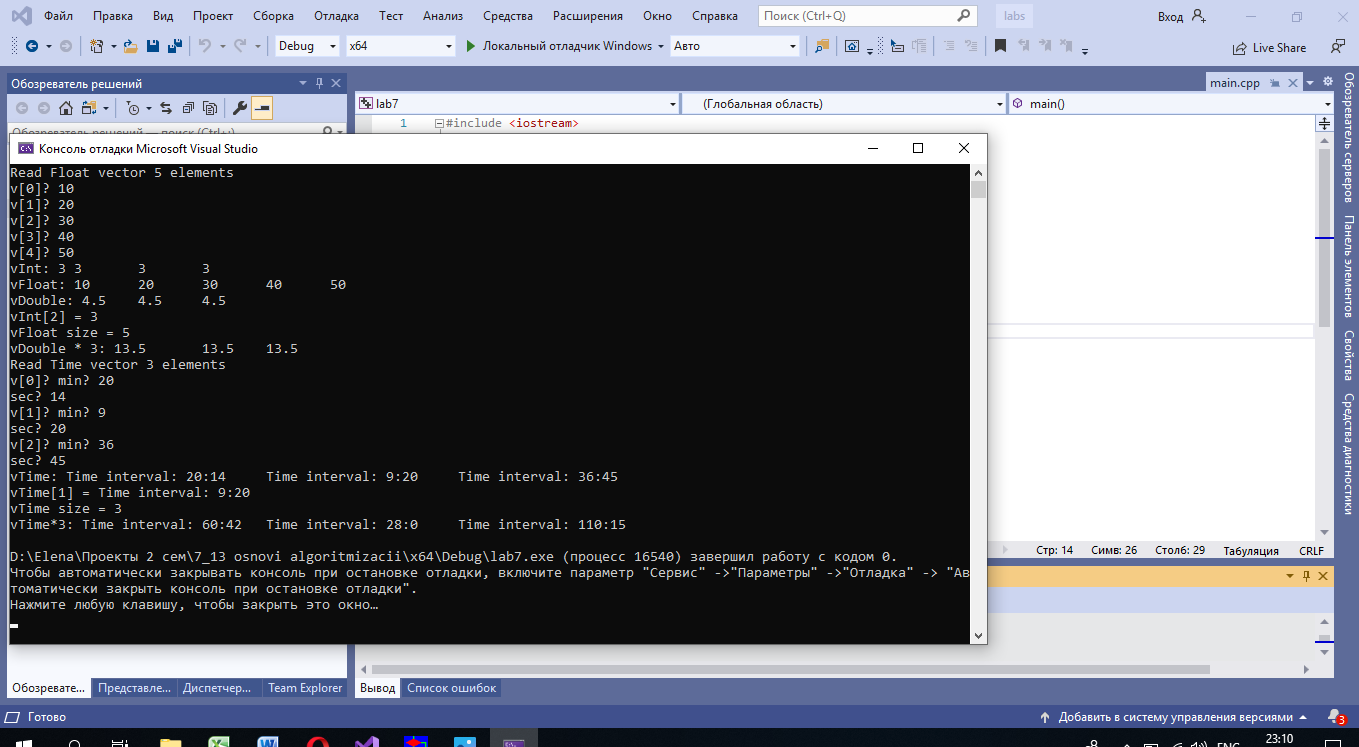 Файл Правка Вид Проект Сборка Отладка Тест Анализ Средства Расширения Окно Справка Поиск (Ctrl+Q) labs Вход
Debug x64 Локальный отладчик Windows Авто Live Share
Обозреватель решений
main.cpp
lab7 (Глобальная область) main()
Обозреватель решений — поиск (Ctrl+;)
1 #include <iostream>
Консоль отладки Microsoft Visual Studio
Read Float vector 5 elements
v[0]? 10
v[1]? 20
v[2]? 30
v[3]? 40
v[4]? 50
vInt: 3 3 3 3
vFloat: 10 20 30 40 50
vDouble: 4.5 4.5 4.5
vInt[2] = 3
vFloat size = 5
vDouble * 3: 13.5 13.5 13.5
Read Time vector 3 elements
v[0]? min? 20
sec? 14
v[1]? min? 9
sec? 20
v[2]? min? 36
sec? 45
vTime: Time interval: 20:14 Time interval: 9:20 Time interval: 36:45
vTime[1] = Time interval: 9:20
vTime size = 3
vTime*3: Time interval: 60:42 Time interval: 28:0 Time interval: 110:15
D:\Elena\Проекты 2 сем\7_13 osnovi algoritmizacii\x64\Debug\lab7.exe (процесс 16540) завершил работу с кодом 0.
Чтобы автоматически закрывать консоль при остановке отладки, включите параметр "Сервис" ->"Параметры" ->"Отладка" -> "Ав
томатически закрыть консоль при остановке отладки".
Нажмите любую клавишу, чтобы закрыть это окно…
Обозреватель серверов
Панель элементов
Свойства
Средства диагностики
Стр: 14 Симв: 26 Столб: 29 Табуляция CRLF
Обозревате... Представле... Диспетчер... Team Explorer Вывод Список ошибок
Готово Добавить в систему управления версиями 3
23:10
ENG